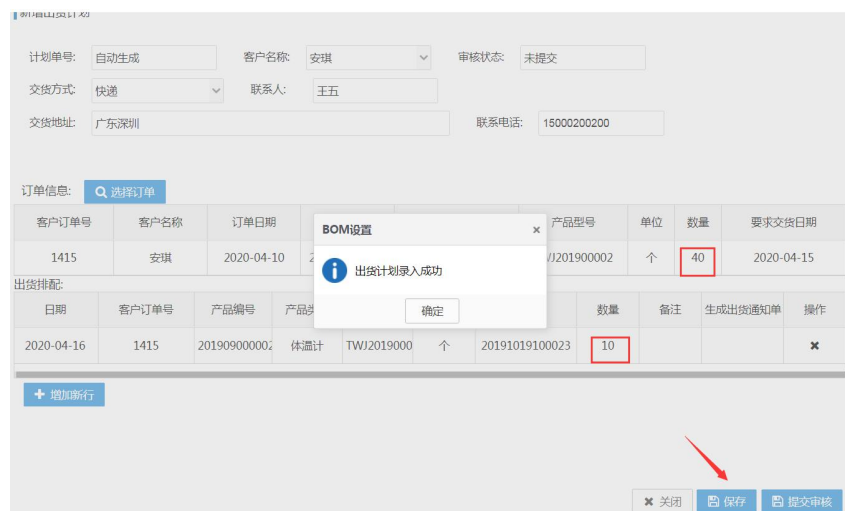 新增出货计划
计划单号: 自动生成 客户名称: 安琪 审核状态: 未提交
交货方式: 快递 联系人: 王五
交货地址: 广东深圳 联系电话: 15000200200
订单信息: 选择订单
客户订单号 客户名称 订单日期 产品型号 单位 数量 要求交货日期
1415 安琪 2020-04-10 2 /J201900002 个 40 2020-04-15
BOM设置 ×
出货计划录入成功
确定
出货排配:
日期 客户订单号 产品编号 产品类 数量 备注 生成出货通知单 操作
2020-04-16 1415 20190900002 体温计 TWJ2019000 个 20191019100023 10 ×
+ 增加新行
× 关闭 保存 提交审核